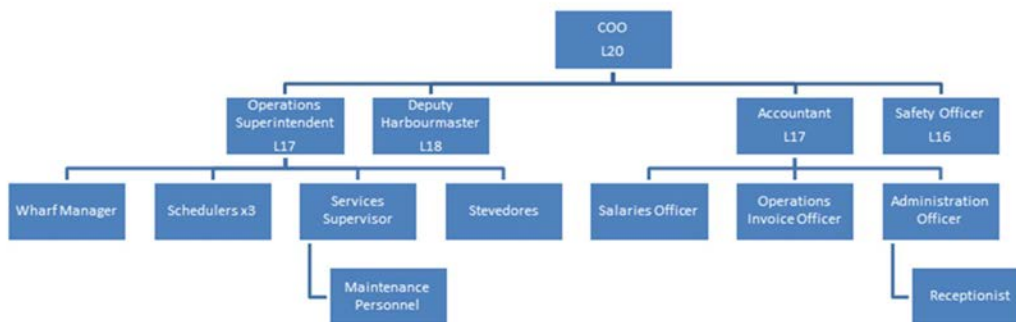 COO
L20
Operations
Superintendent
L17
Deputy
Harbourmaster
L18
Accountant
L17
Safety Officer
L16
Wharf Manager
Schedulers x3
Services
Supervisor
Stevedores
Salaries Officer
Operations
Invoice Officer
Administration
Officer
Maintenance
Personnel
Receptionist